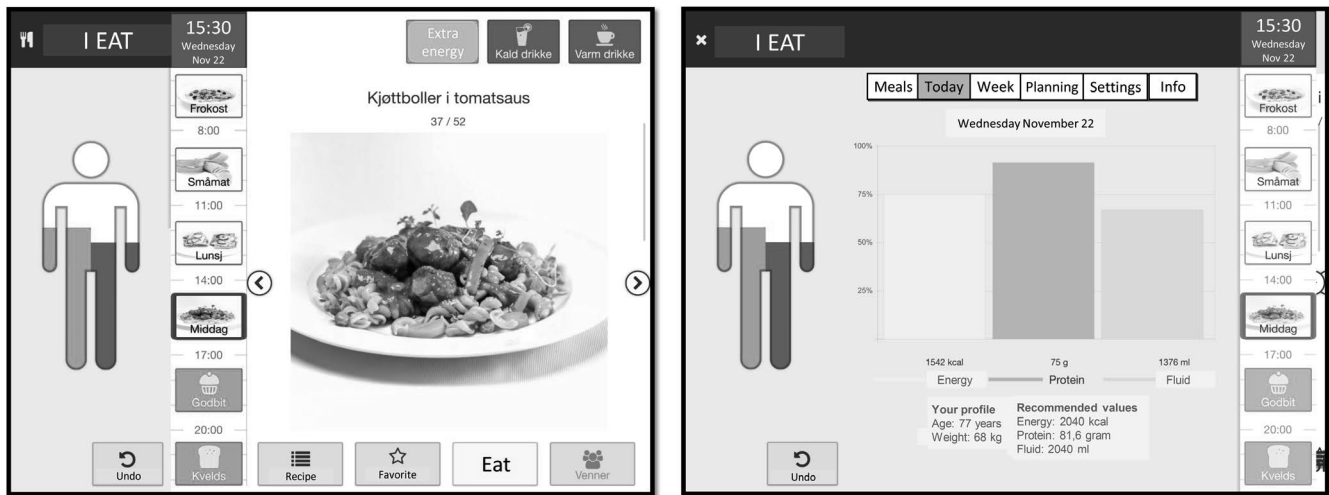 I EAT
15:30
Wednesday
Nov 22
Extra
energy
Kald drikke
Varm drikke
Frokost
8:00
Småmat
11:00
Lunsj
14:00
Middag
17:00
Godbit
20:00
Kvelds
Kjøttboller i tomatsaus
37 / 52
Undo
Recipe
Favorite
Eat
Venner
I EAT
15:30
Wednesday
Nov 22
Meals Today Week Planning Settings Info
Wednesday November 22
100%
75%
50%
25%
1542 kcal 75 g 1376 ml
Energy Protein Fluid
Your profile
Age: 77 years
Weight: 68 kg
Recommended values
Energy: 2040 kcal
Protein: 81,6 gram
Fluid: 2040 ml
Undo
Frokost
8:00
Småmat
11:00
Lunsj
14:00
Middag
17:00
Godbit
20:00
Kvelds